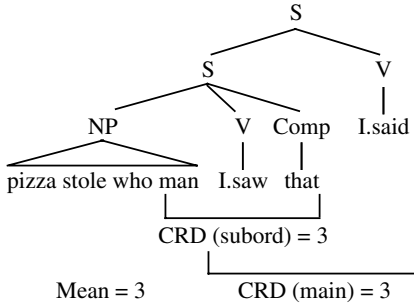 S
S V
NP V Comp I.said
pizza stole who man I.saw that
CRD (subord) = 3
Mean = 3 CRD (main) = 3